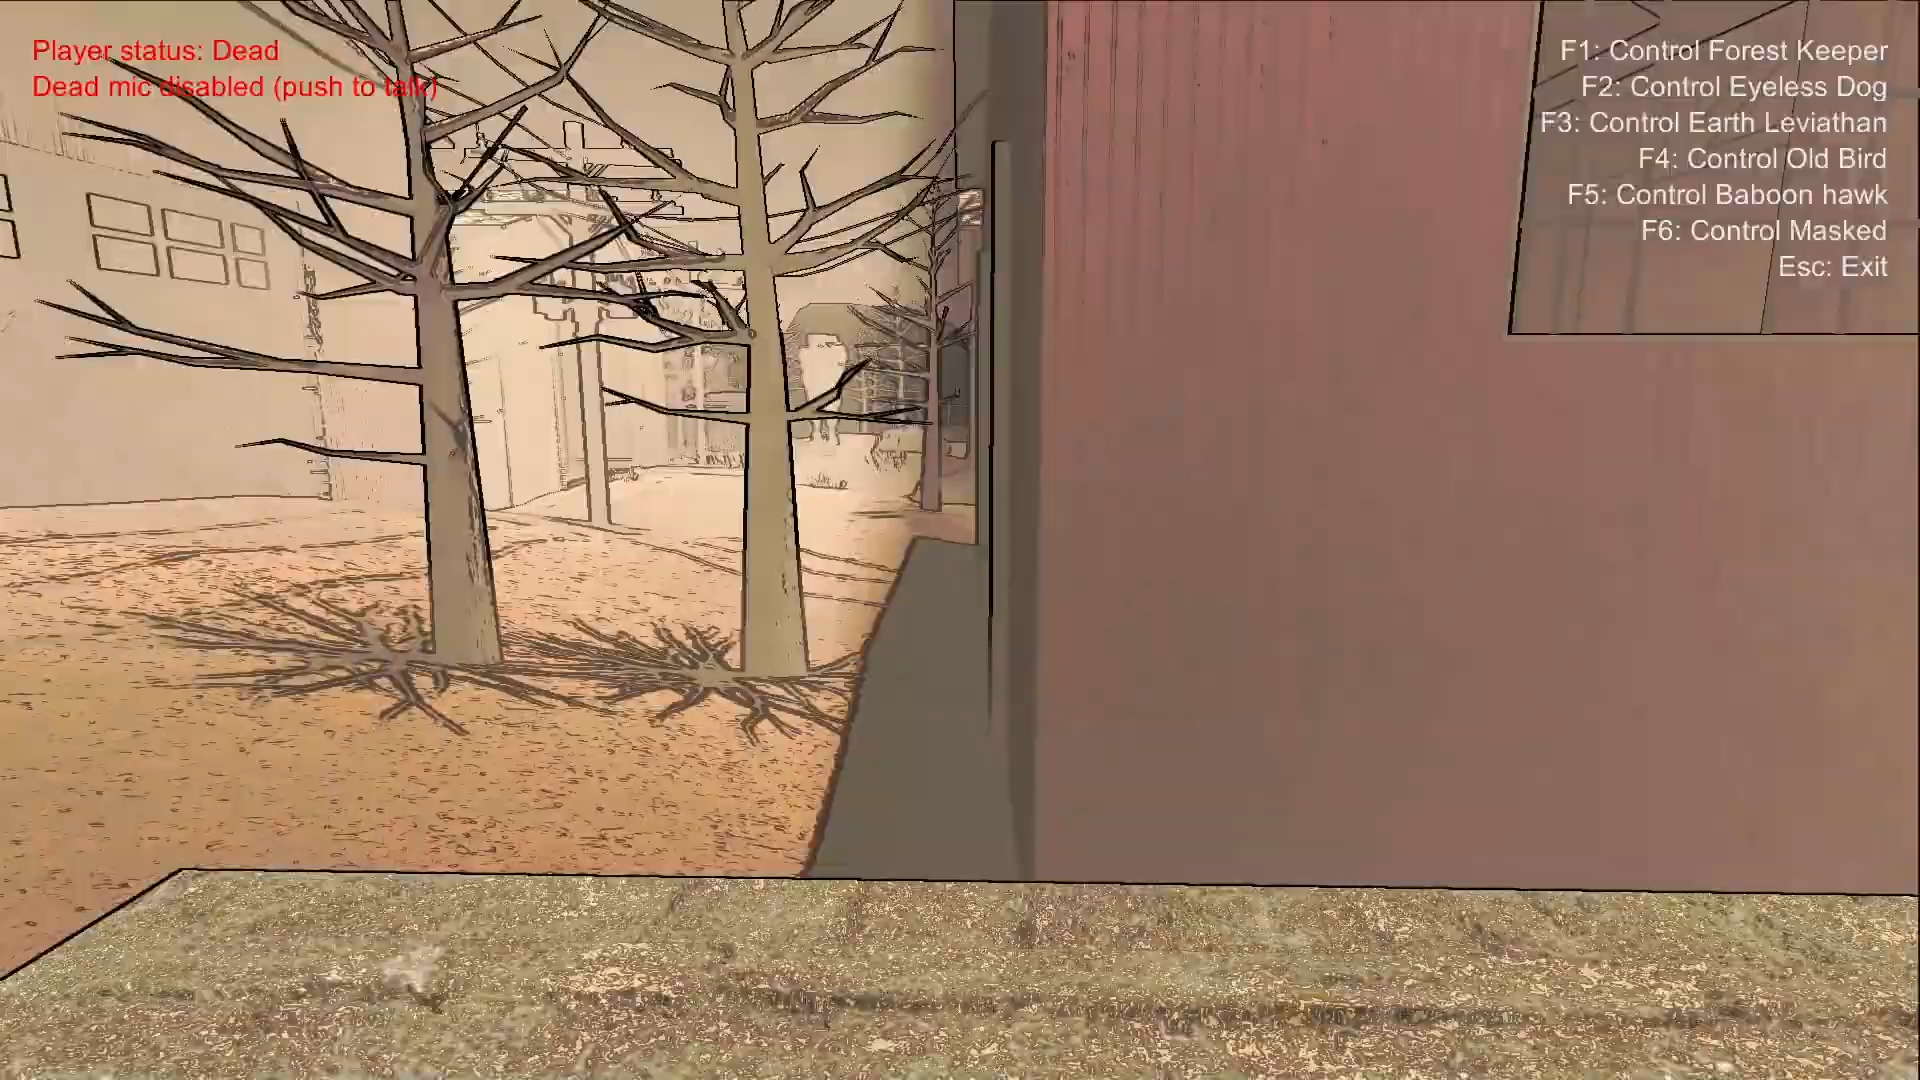 Player status: Dead
Dead mic disabled (push to talk)
F1: Control Forest Keeper
F2: Control Eyeless Dog
F3: Control Earth Leviathan
F4: Control Old Bird
F5: Control Baboon hawk
F6: Control Masked
Esc: Exit